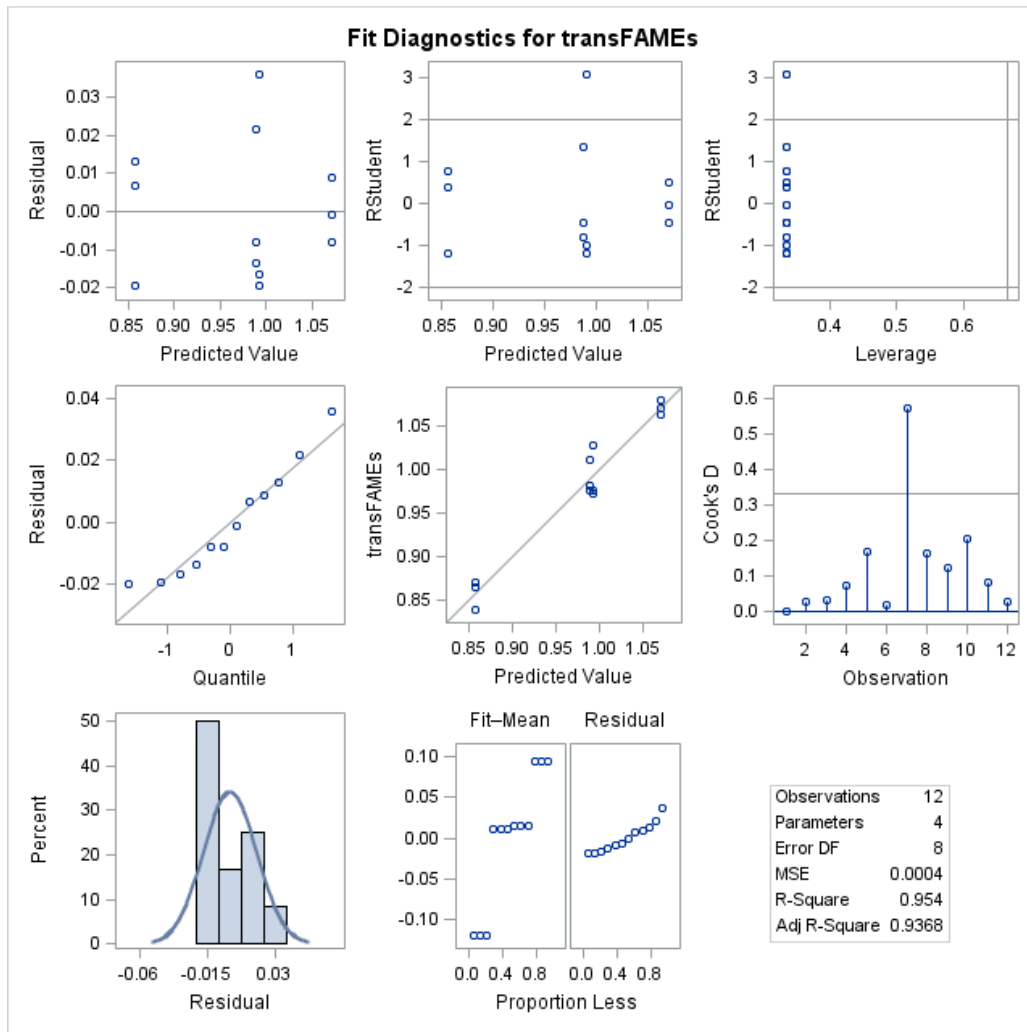 Fit Diagnostics for transFAMEs
0.03
0.02
0.01
0.00
-0.01
-0.02
Residual
0.85 0.90 0.95 1.00 1.05
Predicted Value
3
2
1
0
-1
-2
RStudent
0.85 0.90 0.95 1.00 1.05
Predicted Value
3
2
1
0
-1
-2
RStudent
0.4 0.5 0.6
Leverage
0.04
0.02
0.00
-0.02
Residual
-1 0 1
Quantile
1.05
1.00
0.95
0.90
0.85
transFAMEs
0.85 0.90 0.95 1.00 1.05
Predicted Value
0.6
0.5
0.4
0.3
0.2
0.1
0.0
Cook's D
2 4 6 8 10 12
Observation
50
40
30
20
10
0
Percent
-0.06 -0.015 0.03
Residual
Fit–Mean Residual
0.10
0.05
0.00
-0.05
-0.10
0.0 0.4 0.8 0.0 0.4 0.8
Proportion Less
Observations 12
Parameters 4
Error DF 8
MSE 0.0004
R-Square 0.954
Adj R-Square 0.9368